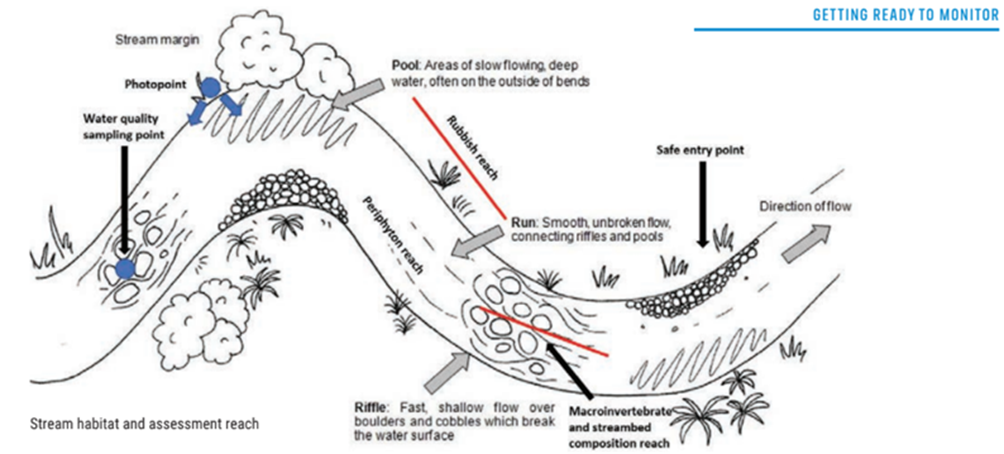 GETTING READY TO MONITOR
Stream margin
Photopoint
Water quality
sampling point
Pool: Areas of slow flowing, deep
water, often on the outside of bends
Rubbish reach
Safe entry point
Direction of flow
Run: Smooth, unbroken flow,
connecting riffles and pools
Periphyton reach
Riffle: Fast, shallow flow over
boulders and cobbles which break
the water surface
Macroinvertebrate
and streambed
composition reach
Stream habitat and assessment reach